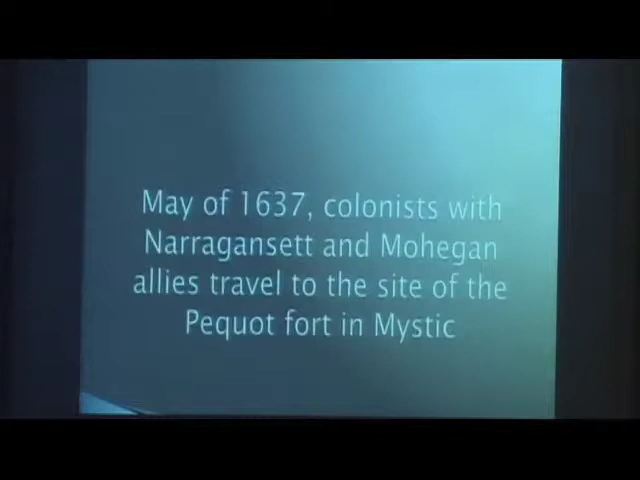 May of 1637, colonists with
Narragansett and Mohegan
allies travel to the site of the
Pequot fort in Mystic